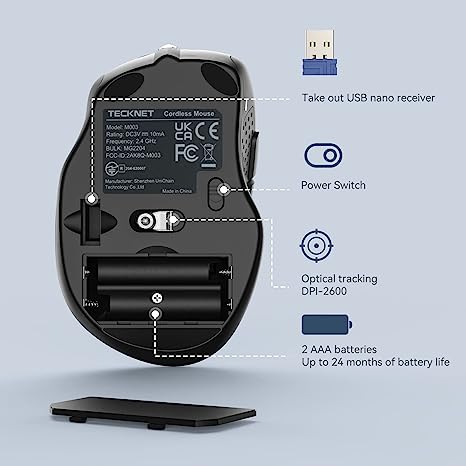 TECKNET Cordless Mouse
Model: M003
Rating: DC3V ⎓ 10mA
Frequency: 2.4 GHz
BULK: MG2204
FCC-ID:2AK8Q-M003
204-620007
Manufacturer: Shenzhen UniChain
Technology Co.,Ltd
Made in China
UK
CA
CE
FC
Take out USB nano receiver
Power Switch
Optical tracking
DPI-2600
2 AAA batteries
Up to 24 months of battery life